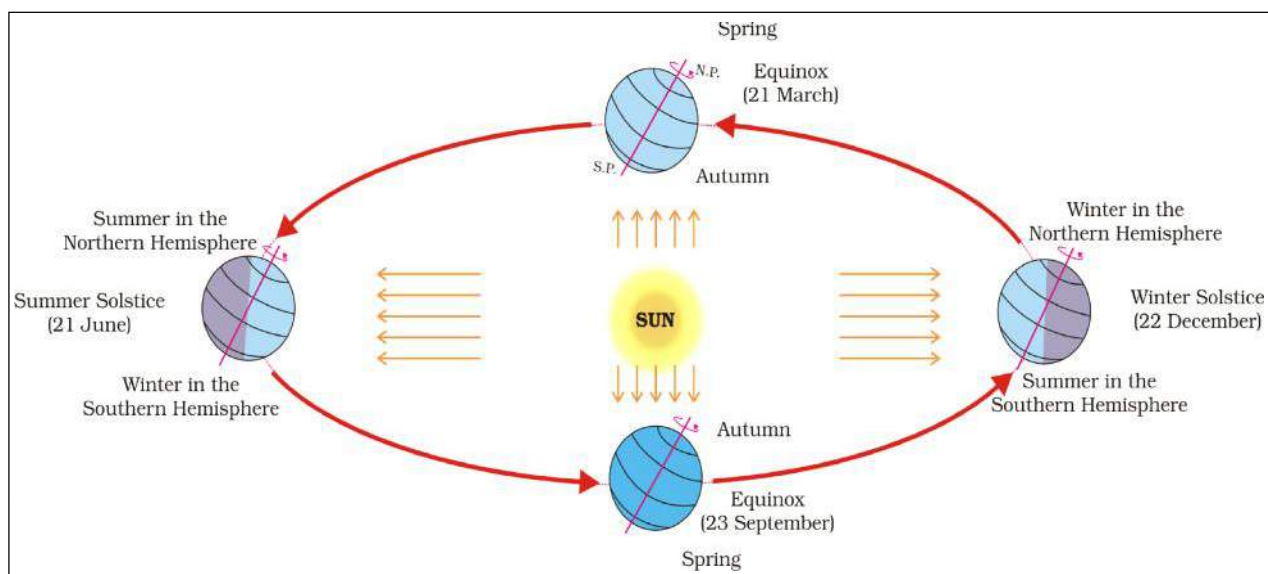 Spring
N.P.
Equinox
(21 March)
S.P.
Autumn
Summer in the
Northern Hemisphere
Winter in the
Northern Hemisphere
Summer Solstice
(21 June)
SUN
Winter Solstice
(22 December)
Winter in the
Southern Hemisphere
Summer in the
Southern Hemisphere
Autumn
Equinox
(23 September)
Spring